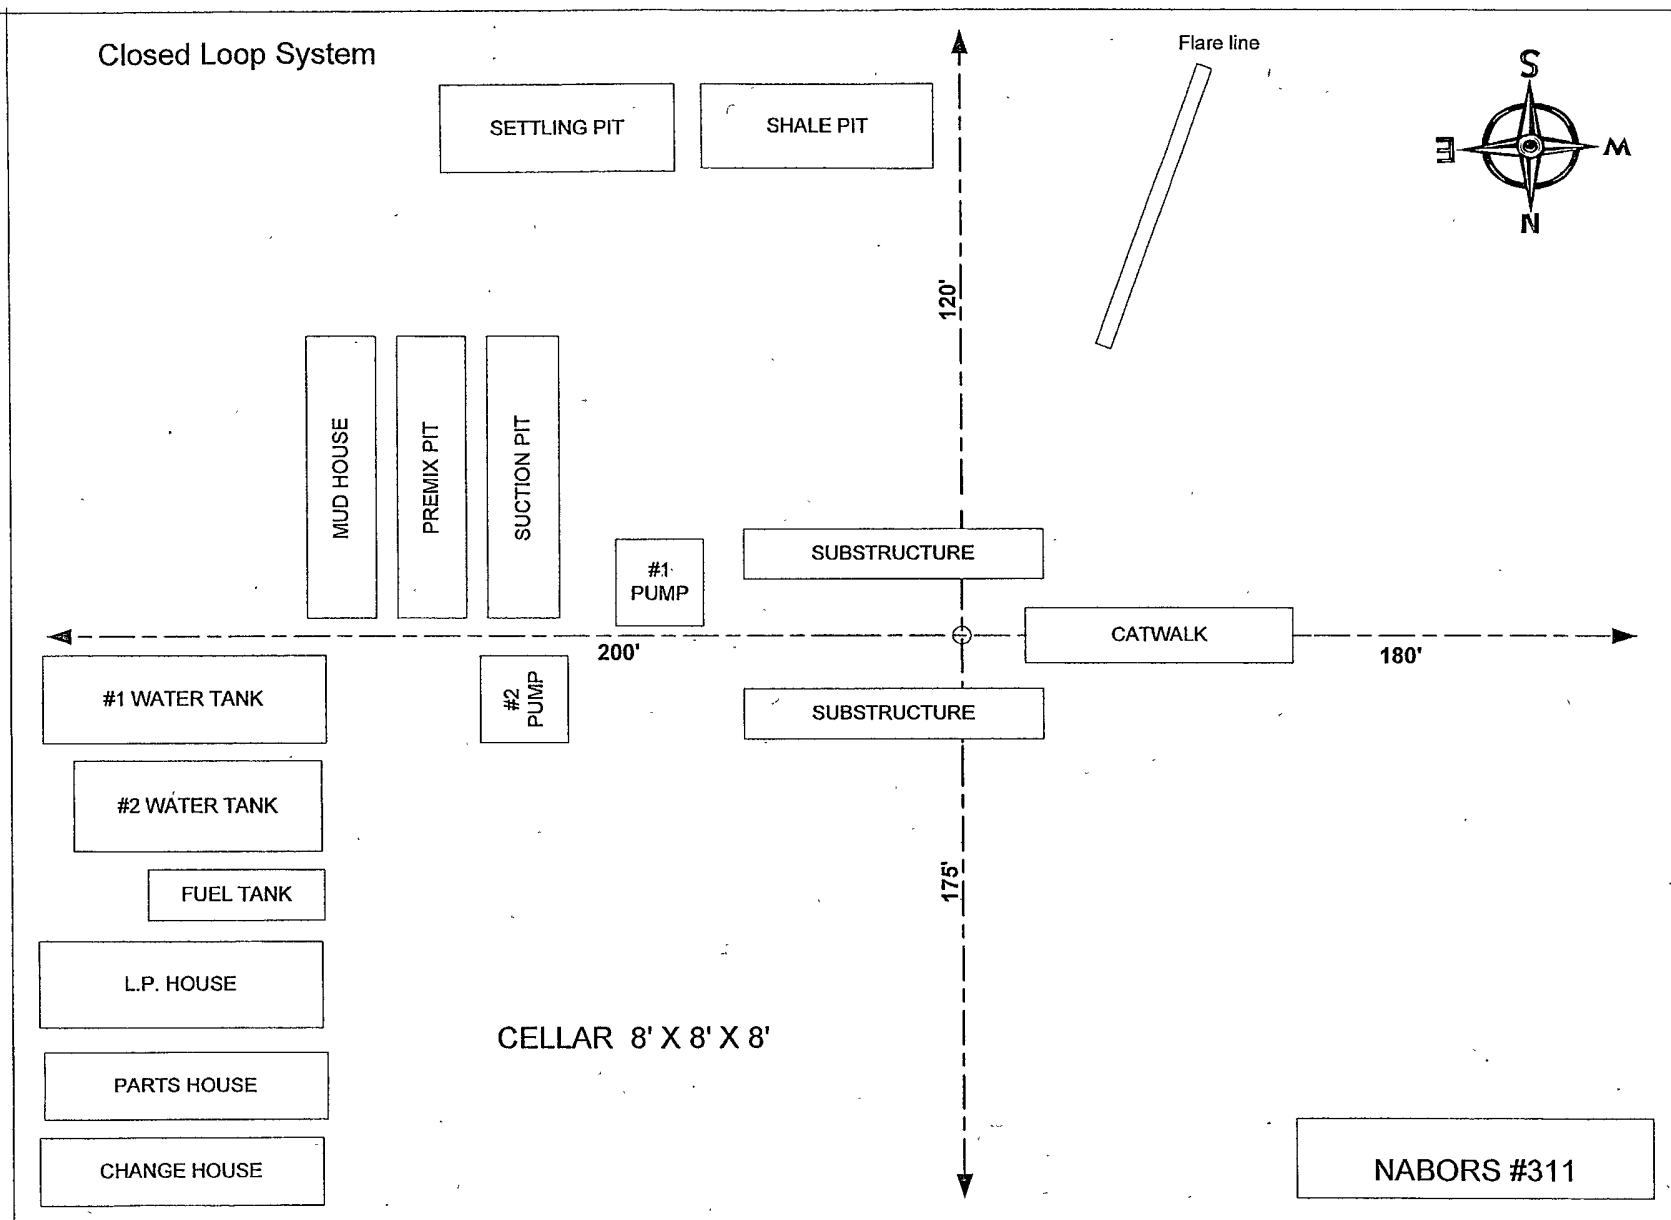 Closed Loop System
Flare line
S
E
W
N
SETTLING PIT
SHALE PIT
120'
MUD HOUSE
PREMIX PIT
SUCTION PIT
#1
PUMP
SUBSTRUCTURE
CATWALK
200'
180'
#1 WATER TANK
#2
PUMP
SUBSTRUCTURE
#2 WATER TANK
FUEL TANK
175'
L.P. HOUSE
CELLAR 8' X 8' X 8'
PARTS HOUSE
CHANGE HOUSE
NABORS #311